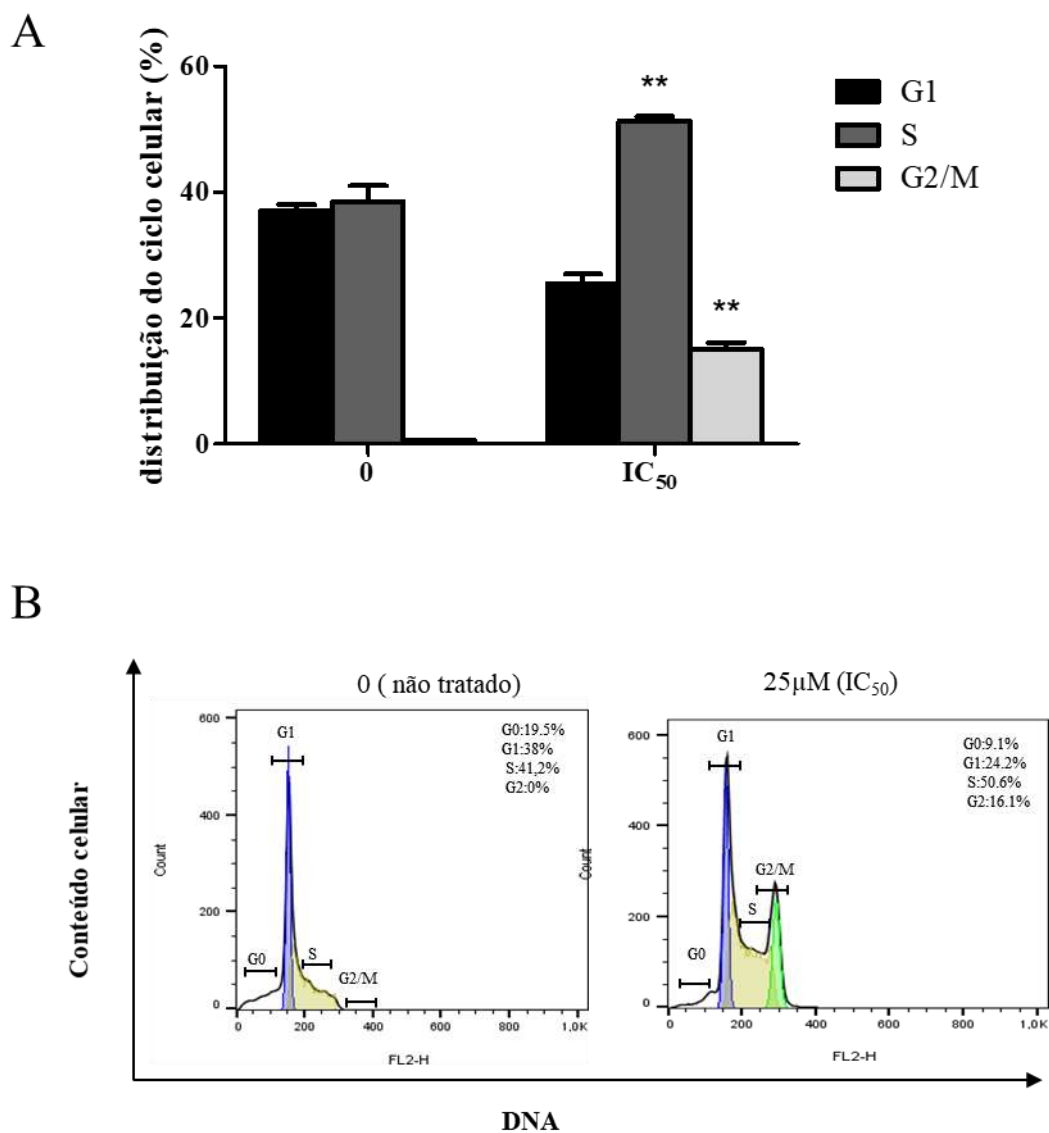 A
distribuição do ciclo celular (%)
60
40
20
0
**
**
0
IC50
G1
S
G2/M
B
Conteúdo celular
0 ( não tratado)
Count
600
400
200
0
G1
G0
S
G2/M
G0:19.5%
G1:38%
S:41,2%
G2:0%
0 200 400 600 800 1,0K
FL2-H
25µM (IC50)
Count
600
400
200
0
G1
G0
S
G2/M
G0:9.1%
G1:24.2%
S:50.6%
G2:16.1%
0 200 400 600 800 1,0K
FL2-H
DNA